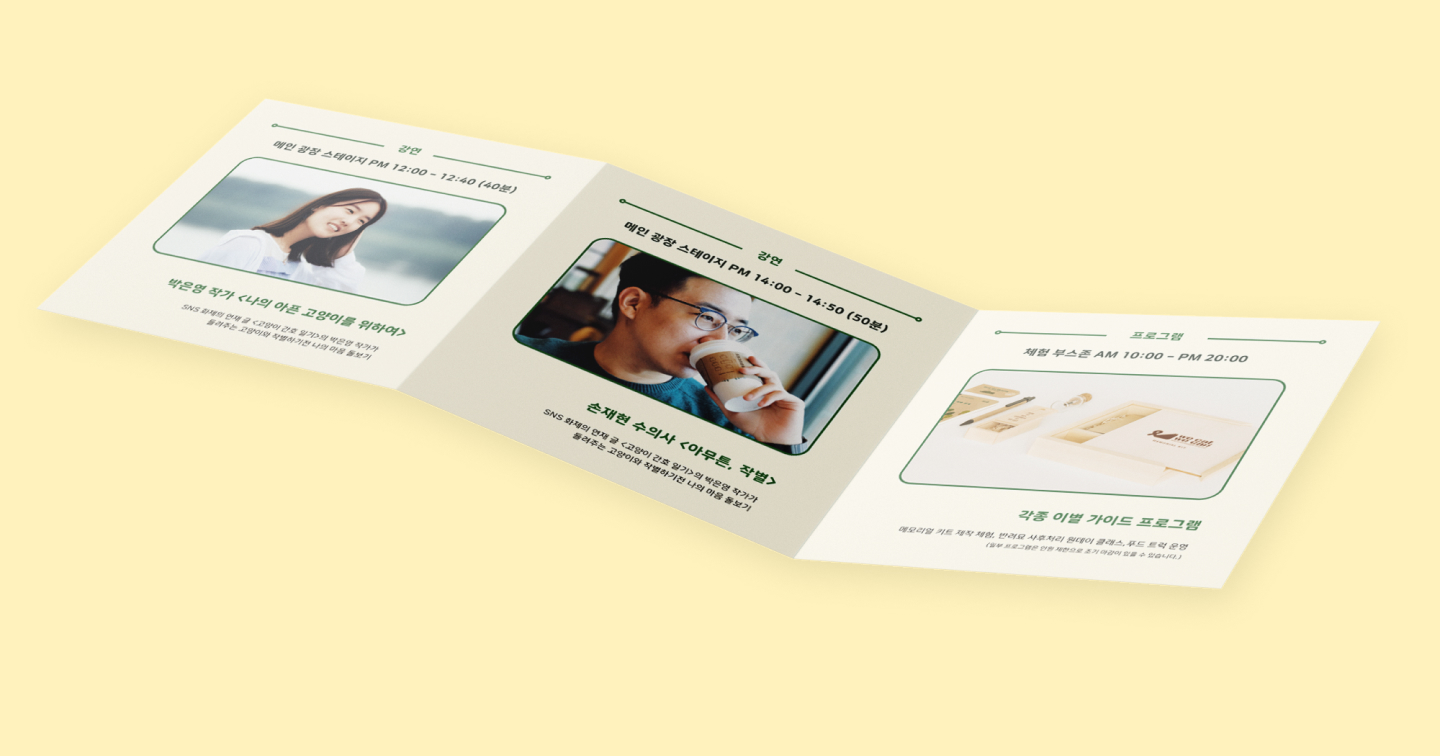 강연
메인 광장 스테이지 PM 12:00 - 12:40 (40분)
박은영 작가 <나의 아픈 고양이를 위하여>
SNS 화제의 연재 글 <고양이 간호 일기>의 박은영 작가가
들려주는 고양이와 작별하기전 나의 마음 돌보기
강연
메인 광장 스테이지 PM 14:00 - 14:50 (50분)
손재현 수의사 <아무튼, 작별>
SNS 화제의 연재 글 <고양이 간호 일기>의 박은영 작가가
들려주는 고양이와 작별하기전 나의 마음 돌보기
프로그램
체험 부스존 AM 10:00 - PM 20:00
각종 이별 가이드 프로그램
메모리얼 키트 제작 체험, 반려묘 사후처리 원데이 클래스,푸드 트럭 운영
(일부 프로그램은 인원 제한으로 조기 마감이 있을 수 있습니다.)